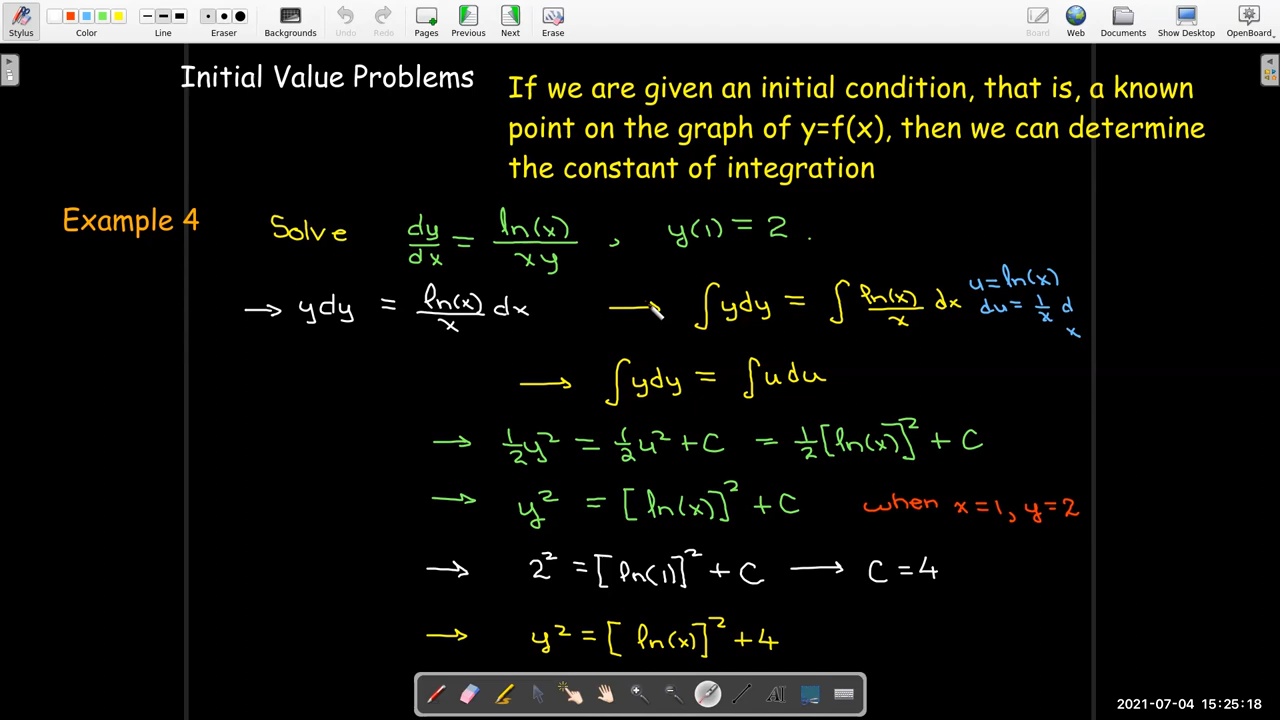 Stylus Color Line Eraser Backgrounds Undo Redo Pages Previous Next Erase Board Web Documents Show Desktop OpenBoard
Initial Value Problems
If we are given an initial condition, that is, a known
point on the graph of y=f(x), then we can determine
the constant of integration
Example 4
Solve dy/dx = ln(x)/xy , y(1) = 2 .
→ ydy = ln(x)/x dx → ∫ydy = ∫ ln(x)/x dx
u = ln(x)
du = 1/x dx
→ ∫ydy = ∫udu
→ 1/2 y² = 1/2 u² + C = 1/2 [ln(x)]² + C
→ y² = [ln(x)]² + C when x=1, y=2
→ 2² = [ln(1)]² + C → C = 4
→ y² = [ln(x)]² + 4
2021-07-04 15:25:18